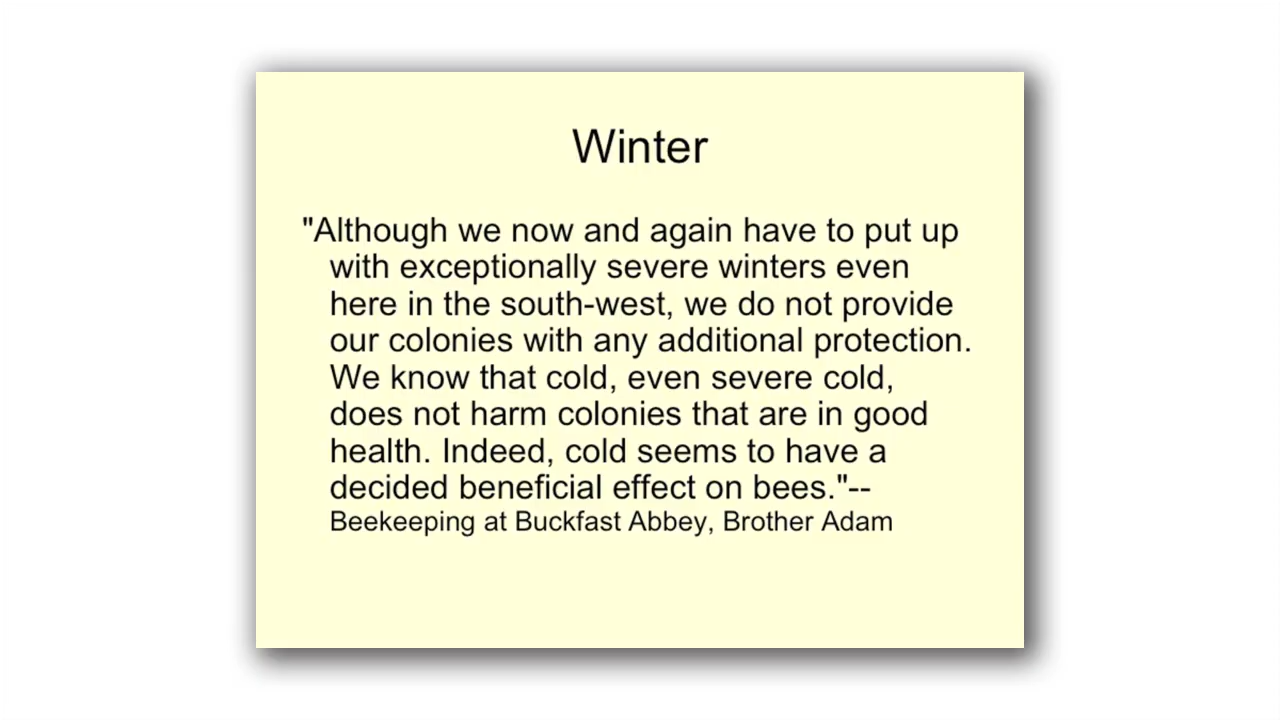 Winter
"Although we now and again have to put up
with exceptionally severe winters even
here in the south-west, we do not provide
our colonies with any additional protection.
We know that cold, even severe cold,
does not harm colonies that are in good
health. Indeed, cold seems to have a
decided beneficial effect on bees."--
Beekeeping at Buckfast Abbey, Brother Adam